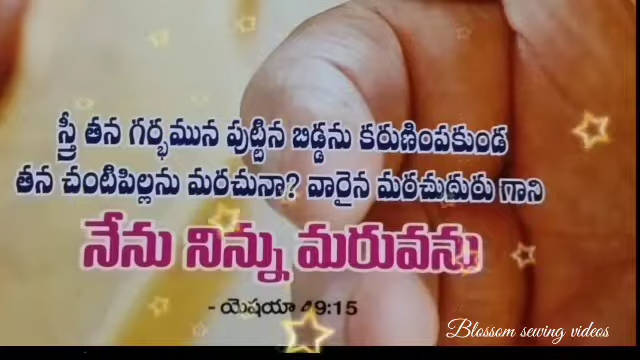 స్త్రీ తన గర్భమున పుట్టిన బిడ్డను కరుణింపకుండ
తన చంటిపిల్లను మరచునా? వారైన మరచుదురు గాని
నేను నిన్ను మరువను
- యెషయా 49:15
Blossom sewing videos